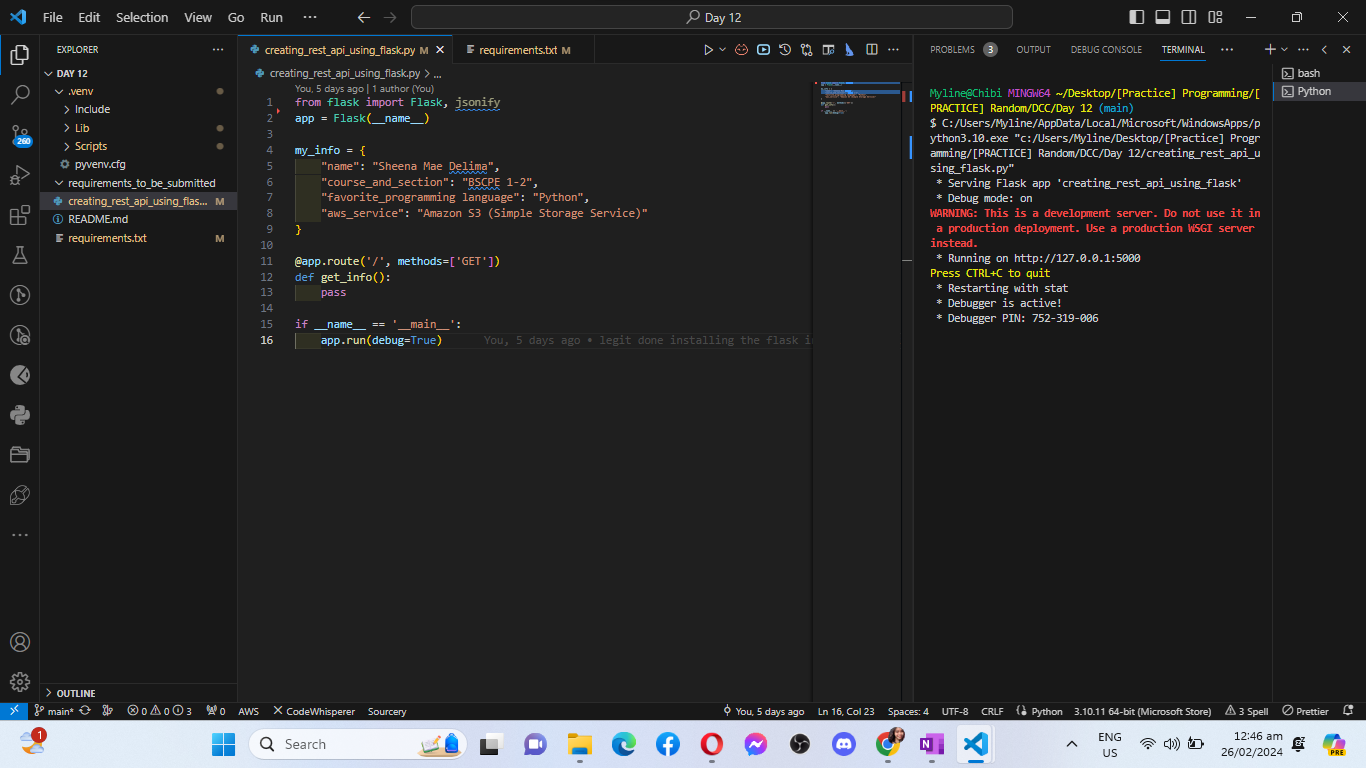 File Edit Selection View Go Run ··· Day 12
EXPLORER ···
DAY 12
.venv
Include
Lib
Scripts
pyvenv.cfg
requirements_to_be_submitted
creating_rest_api_using_flas... M
README.md
requirements.txt M
OUTLINE
260
creating_rest_api_using_flask.py M
requirements.txt M
creating_rest_api_using_flask.py > ...
You, 5 days ago | 1 author (You)
1 from flask import Flask, jsonify
2 app = Flask(__name__)
3
4 my_info = {
5 "name": "Sheena Mae Delima",
6 "course_and_section": "BSCPE 1-2",
7 "favorite_programming language": "Python",
8 "aws_service": "Amazon S3 (Simple Storage Service)"
9 }
10
11 @app.route('/', methods=['GET'])
12 def get_info():
13 pass
14
15 if __name__ == '__main__':
16 app.run(debug=True) You, 5 days ago • legit done installing the flask i
PROBLEMS 3 OUTPUT DEBUG CONSOLE TERMINAL ···
bash
Python
Myline@Chibi MINGW64 ~/Desktop/[Practice] Programming/[
PRACTICE] Random/DCC/Day 12 (main)
$ C:/Users/Myline/AppData/Local/Microsoft/WindowsApps/p
ython3.10.exe "c:/Users/Myline/Desktop/[Practice] Progr
amming/[PRACTICE] Random/DCC/Day 12/creating_rest_api_u
sing_flask.py"
* Serving Flask app 'creating_rest_api_using_flask'
* Debug mode: on
WARNING: This is a development server. Do not use it in
a production deployment. Use a production WSGI server
instead.
* Running on http://127.0.0.1:5000
Press CTRL+C to quit
* Restarting with stat
* Debugger is active!
* Debugger PIN: 752-319-006
main* 0 0 3 0 AWS CodeWhisperer Sourcery You, 5 days ago Ln 16, Col 23 Spaces: 4 UTF-8 CRLF Python 3.10.11 64-bit (Microsoft Store) 3 Spell Prettier
1 Search ENG 12:46 am
US 26/02/2024 PRE